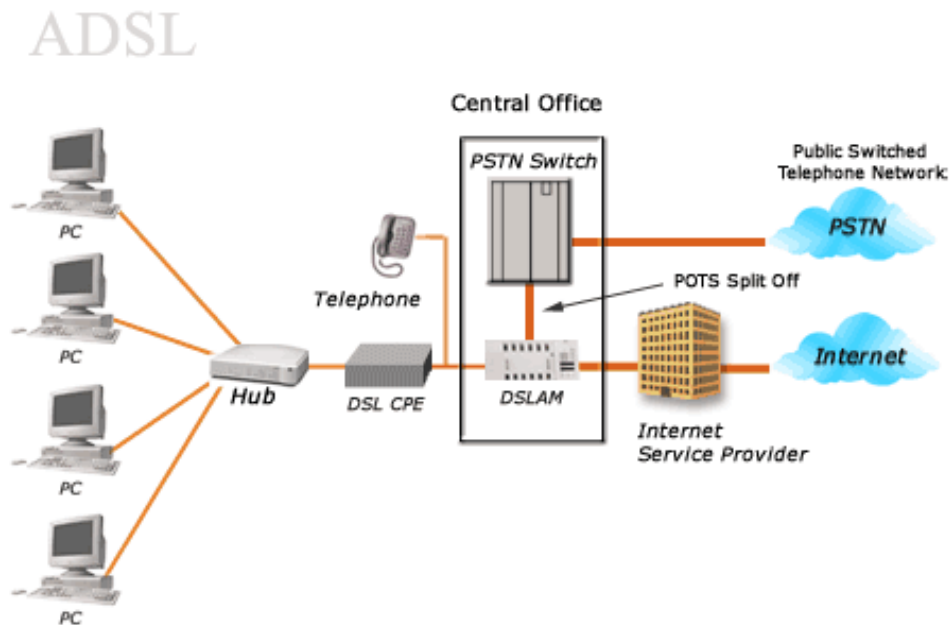 ADSL
Central Office
PSTN Switch
Public Switched
Telephone Network
PSTN
PC
Telephone
POTS Split Off
PC
Hub
DSL CPE
DSLAM
Internet
Internet
Service Provider
PC
PC